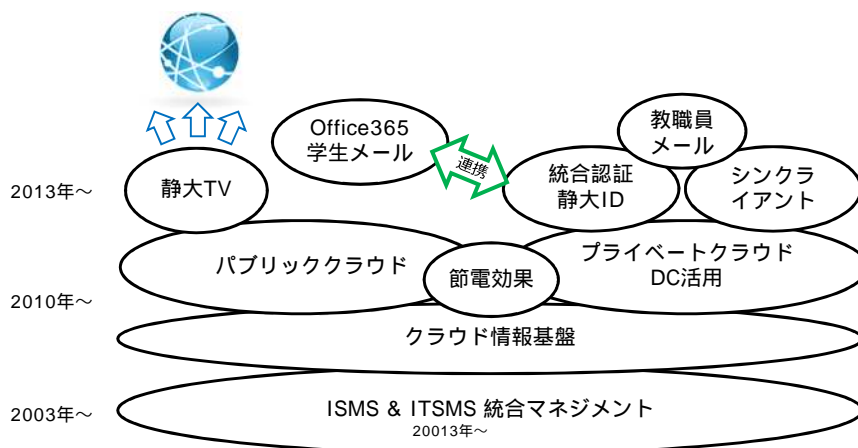 Office365
学生メール
教職員
メール
連携
2013年～
静大TV
統合認証
静大ID
シンクラ
イアント
パブリッククラウド
プライベートクラウド
DC活用
節電効果
2010年～
クラウド情報基盤
2003年～
ISMS & ITSMS 統合マネジメント
20013年～